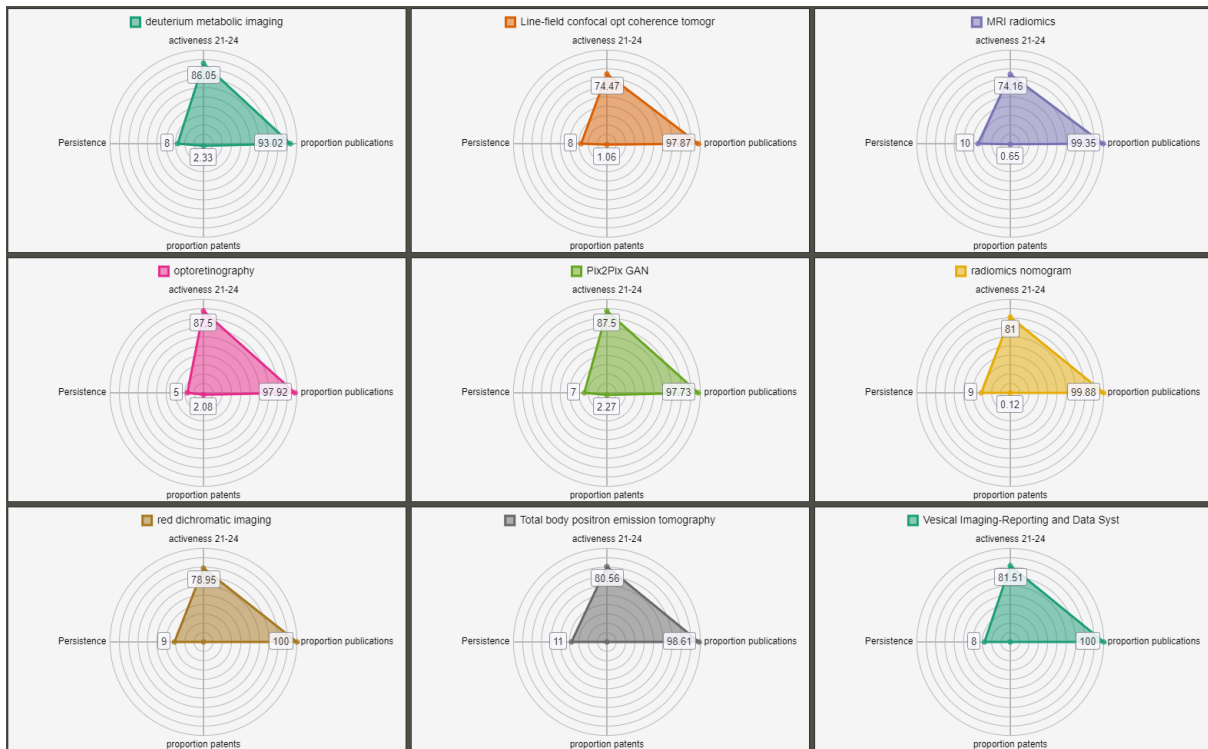 deuterium metabolic imaging
activeness 21-24
86.05
Persistence
8
93.02
proportion publications
2.33
proportion patents
Line-field confocal opt coherence tomogr
activeness 21-24
74.47
Persistence
8
97.87
proportion publications
1.06
proportion patents
MRI radiomics
activeness 21-24
74.16
Persistence
10
99.35
proportion publications
0.65
proportion patents
optoretinography
activeness 21-24
87.5
Persistence
5
97.92
proportion publications
2.08
proportion patents
Pix2Pix GAN
activeness 21-24
87.5
Persistence
7
97.73
proportion publications
2.27
proportion patents
radiomics nomogram
activeness 21-24
81
Persistence
9
99.88
proportion publications
0.12
proportion patents
red dichromatic imaging
activeness 21-24
78.95
Persistence
9
100
proportion publications
proportion patents
Total body positron emission tomography
activeness 21-24
80.56
Persistence
11
98.61
proportion publications
proportion patents
Vesical Imaging-Reporting and Data Syst
activeness 21-24
81.51
Persistence
8
100
proportion publications
proportion patents